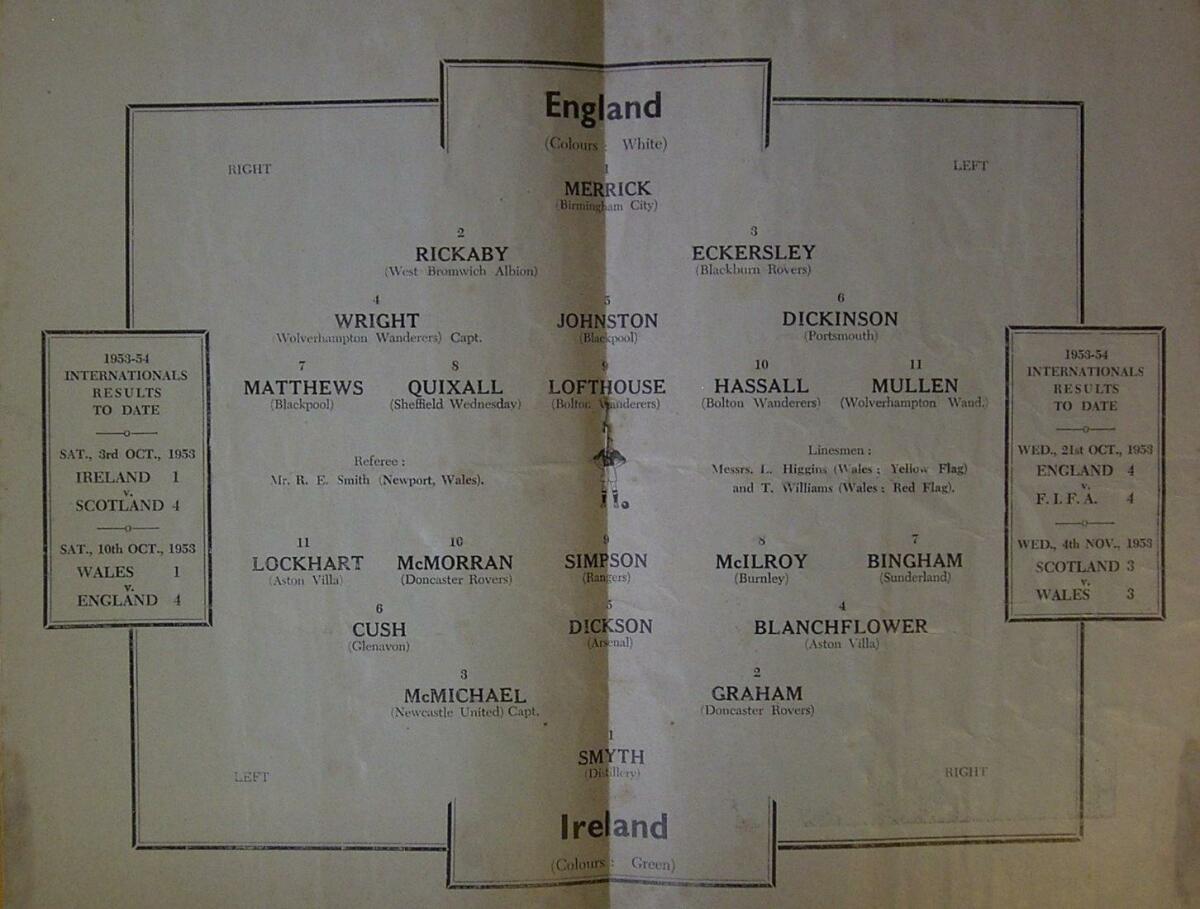 England
(Colours : White)
RIGHT
LEFT
1
MERRICK
(Birmingham City)
2
RICKABY
(West Bromwich Albion)
3
ECKERSLEY
(Blackburn Rovers)
4
WRIGHT
(Wolverhampton Wanderers) Capt.
5
JOHNSTON
(Blackpool)
6
DICKINSON
(Portsmouth)
7
MATTHEWS
(Blackpool)
8
QUIXALL
(Sheffield Wednesday)
9
LOFTHOUSE
(Bolton Wanderers)
10
HASSALL
(Bolton Wanderers)
11
MULLEN
(Wolverhampton Wand.)
1953-54
INTERNATIONALS
RESULTS
TO DATE
SAT., 3rd OCT., 1953
IRELAND 1
v.
SCOTLAND 4
SAT., 10th OCT., 1953
WALES 1
v.
ENGLAND 4
Referee :
Mr. R. E. Smith (Newport, Wales).
Linesmen :
Messrs. L. Higgins (Wales : Yellow Flag)
and T. Williams (Wales : Red Flag).
1953-54
INTERNATIONALS
RESULTS
TO DATE
WED., 21st OCT., 1953
ENGLAND 4
v.
F.I.F.A. 4
WED., 4th NOV., 1953
SCOTLAND 3
v.
WALES 3
11
LOCKHART
(Aston Villa)
10
McMORRAN
(Doncaster Rovers)
9
SIMPSON
(Rangers)
8
McILROY
(Burnley)
7
BINGHAM
(Sunderland)
6
CUSH
(Glenavon)
5
DICKSON
(Arsenal)
4
BLANCHFLOWER
(Aston Villa)
3
McMICHAEL
(Newcastle United) Capt.
2
GRAHAM
(Doncaster Rovers)
1
SMYTH
(Distillery)
LEFT
RIGHT
Ireland
(Colours : Green)